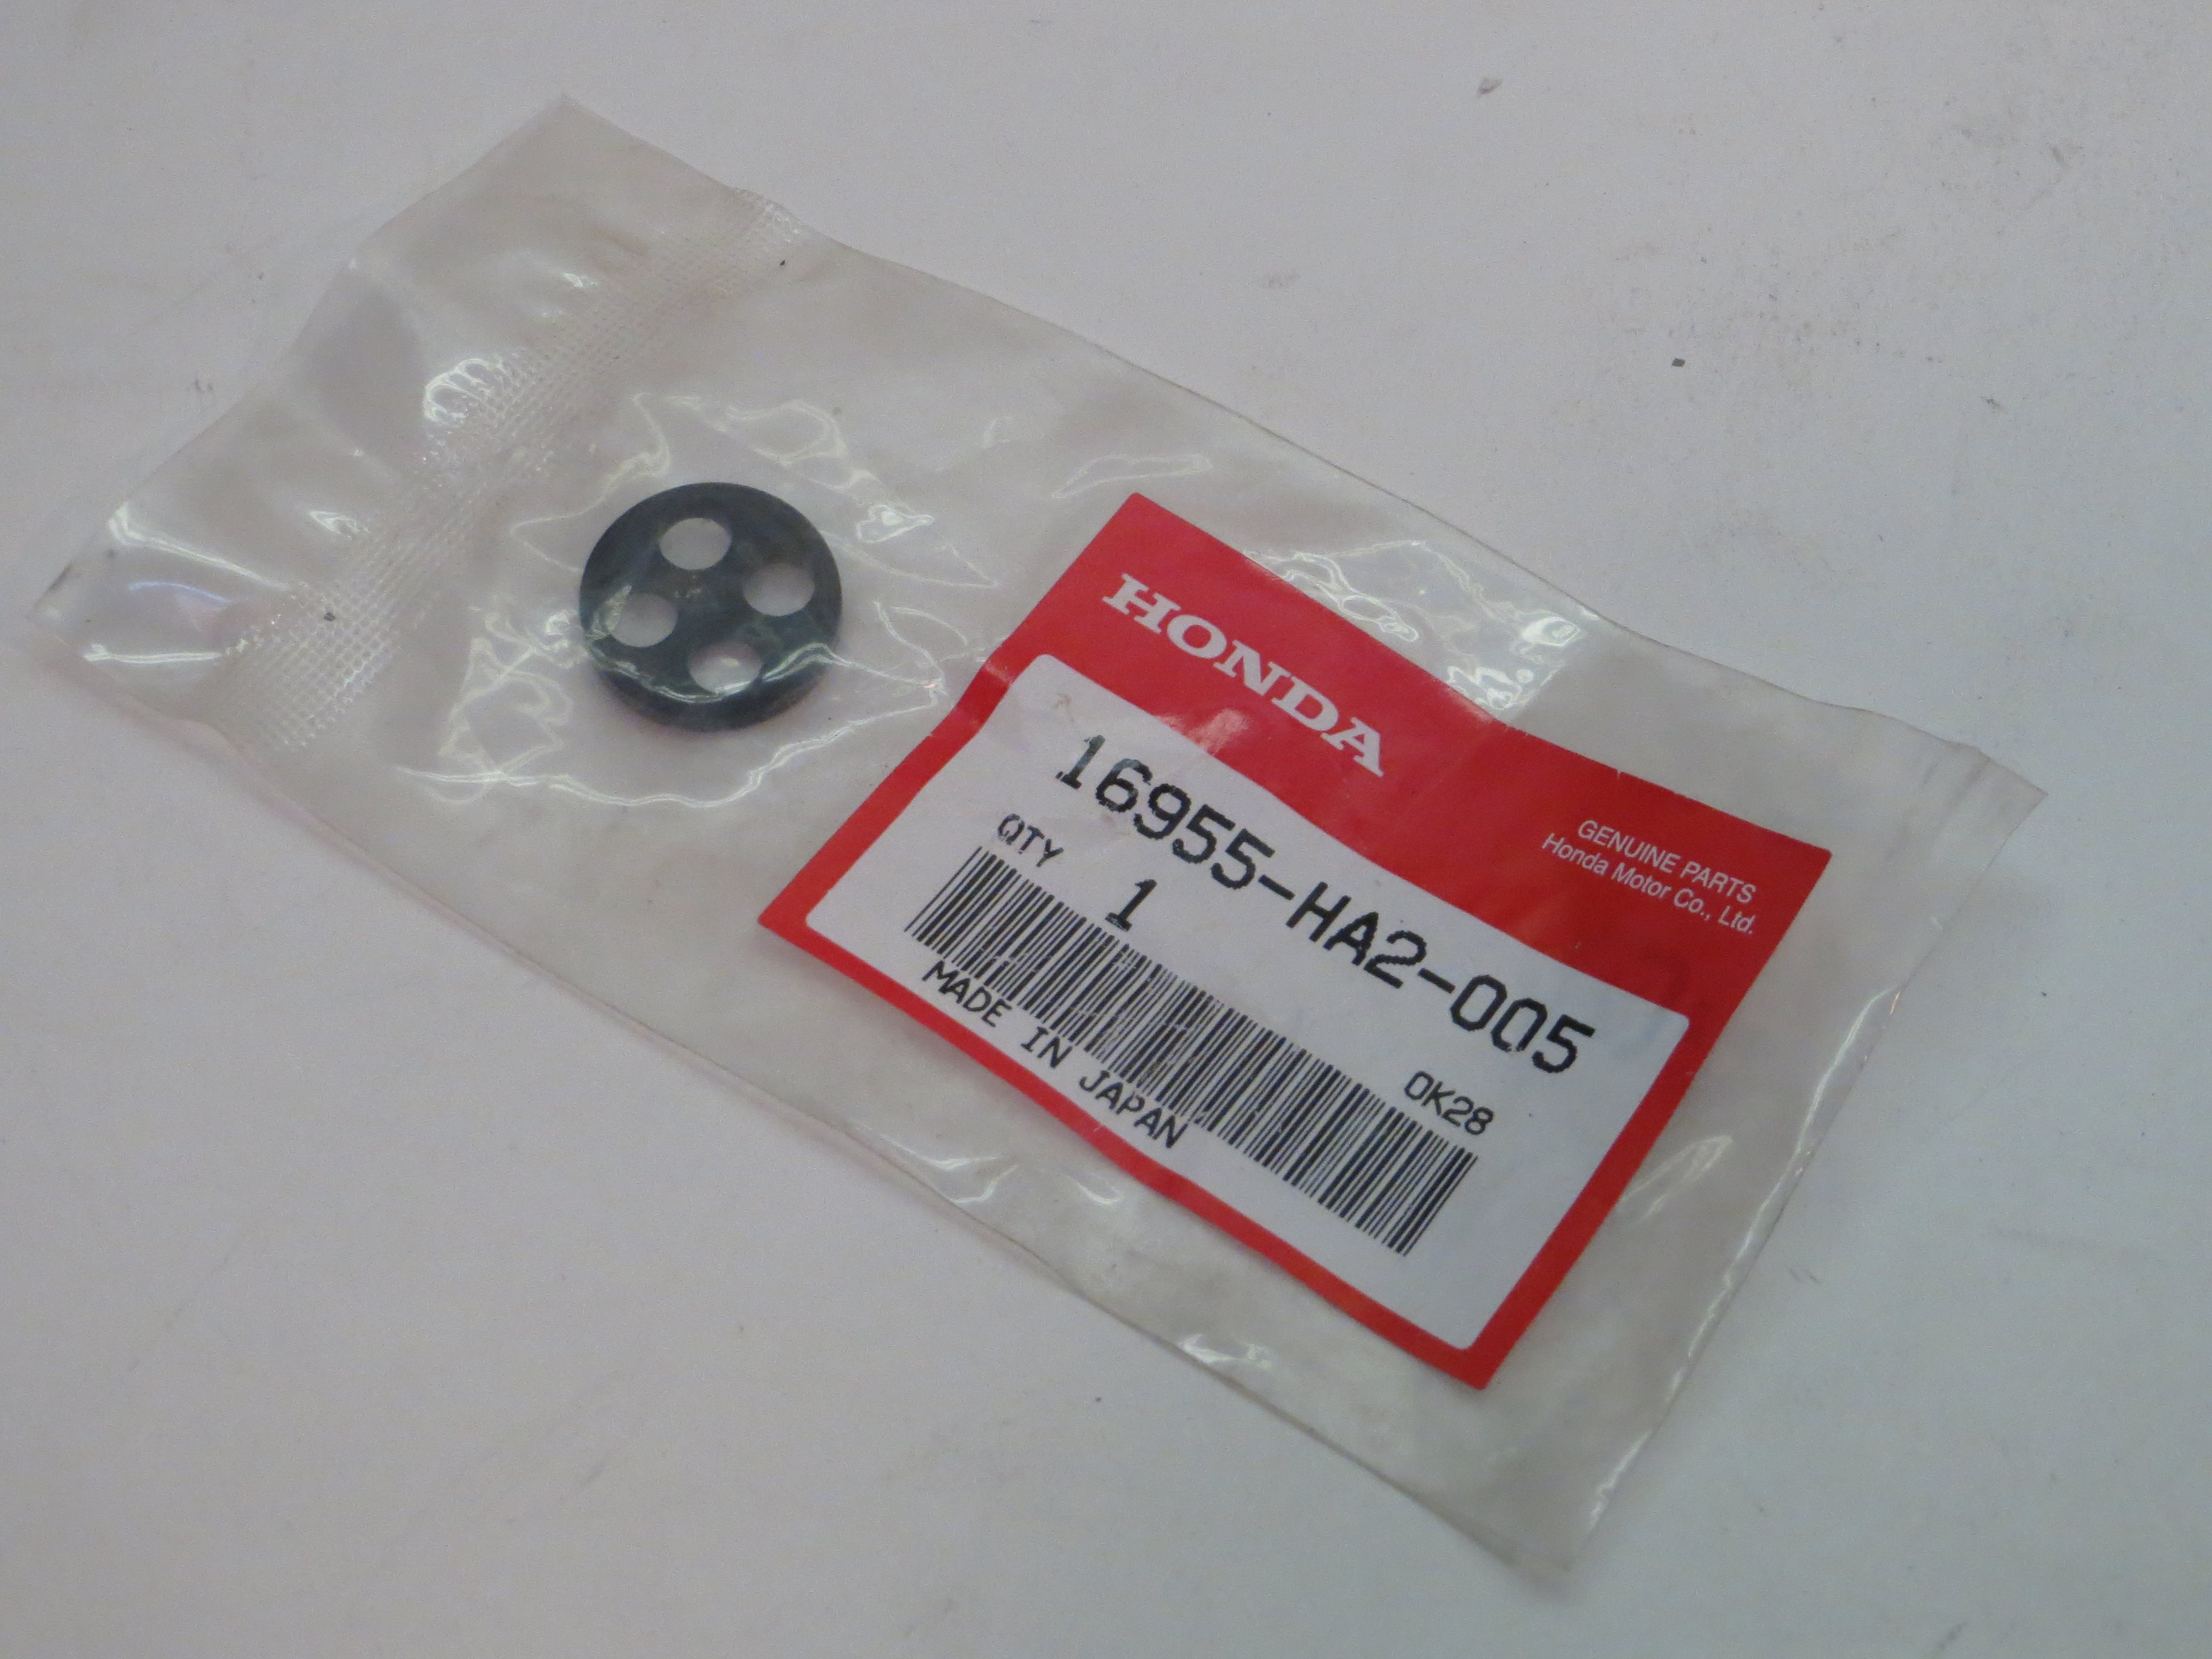 HONDA
GENUINE PARTS
Honda Motor Co., Ltd.
16955-HA2-005
QTY 1
0K28
MADE IN JAPAN